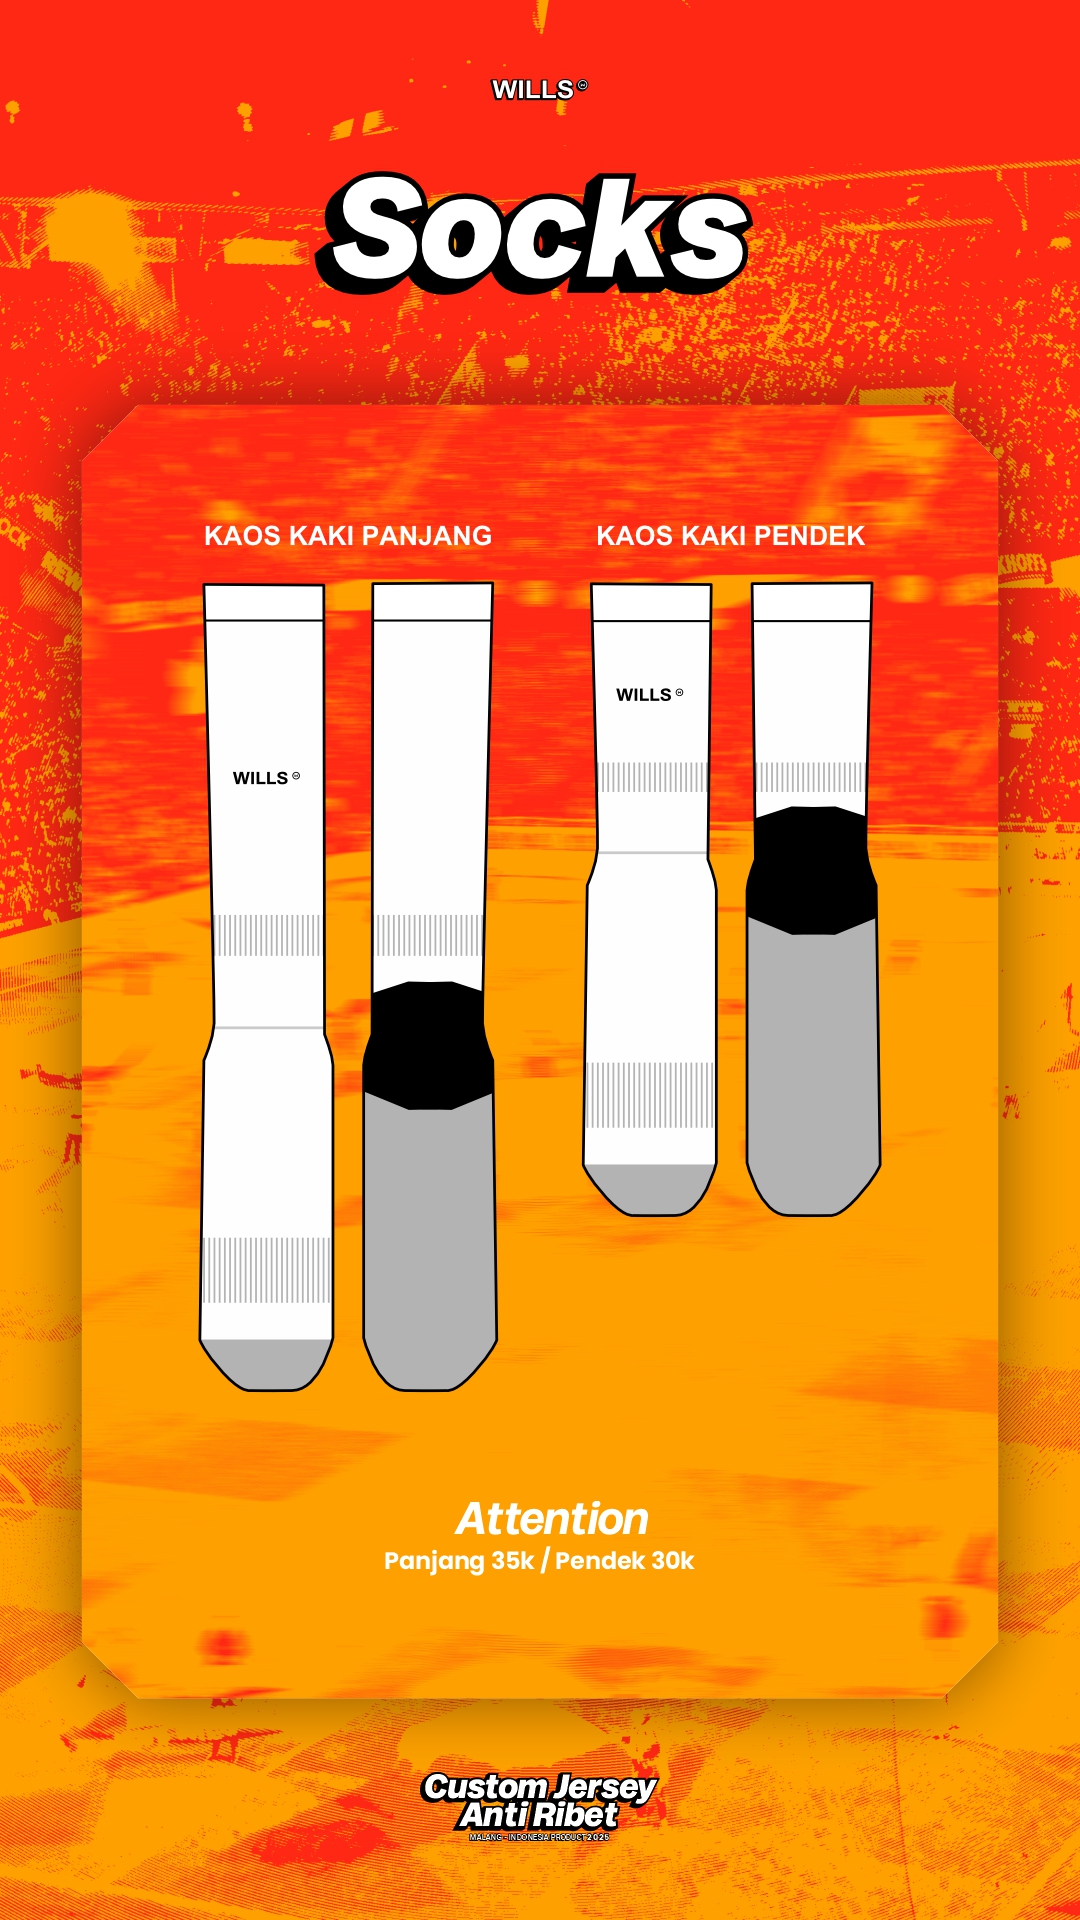 WILLS
Socks
KAOS KAKI PANJANG
KAOS KAKI PENDEK
WILLS
WILLS
Attention
Panjang 35k / Pendek 30k
Custom Jersey
Anti Ribet
MALANG - INDONESIA PRODUCT 2025